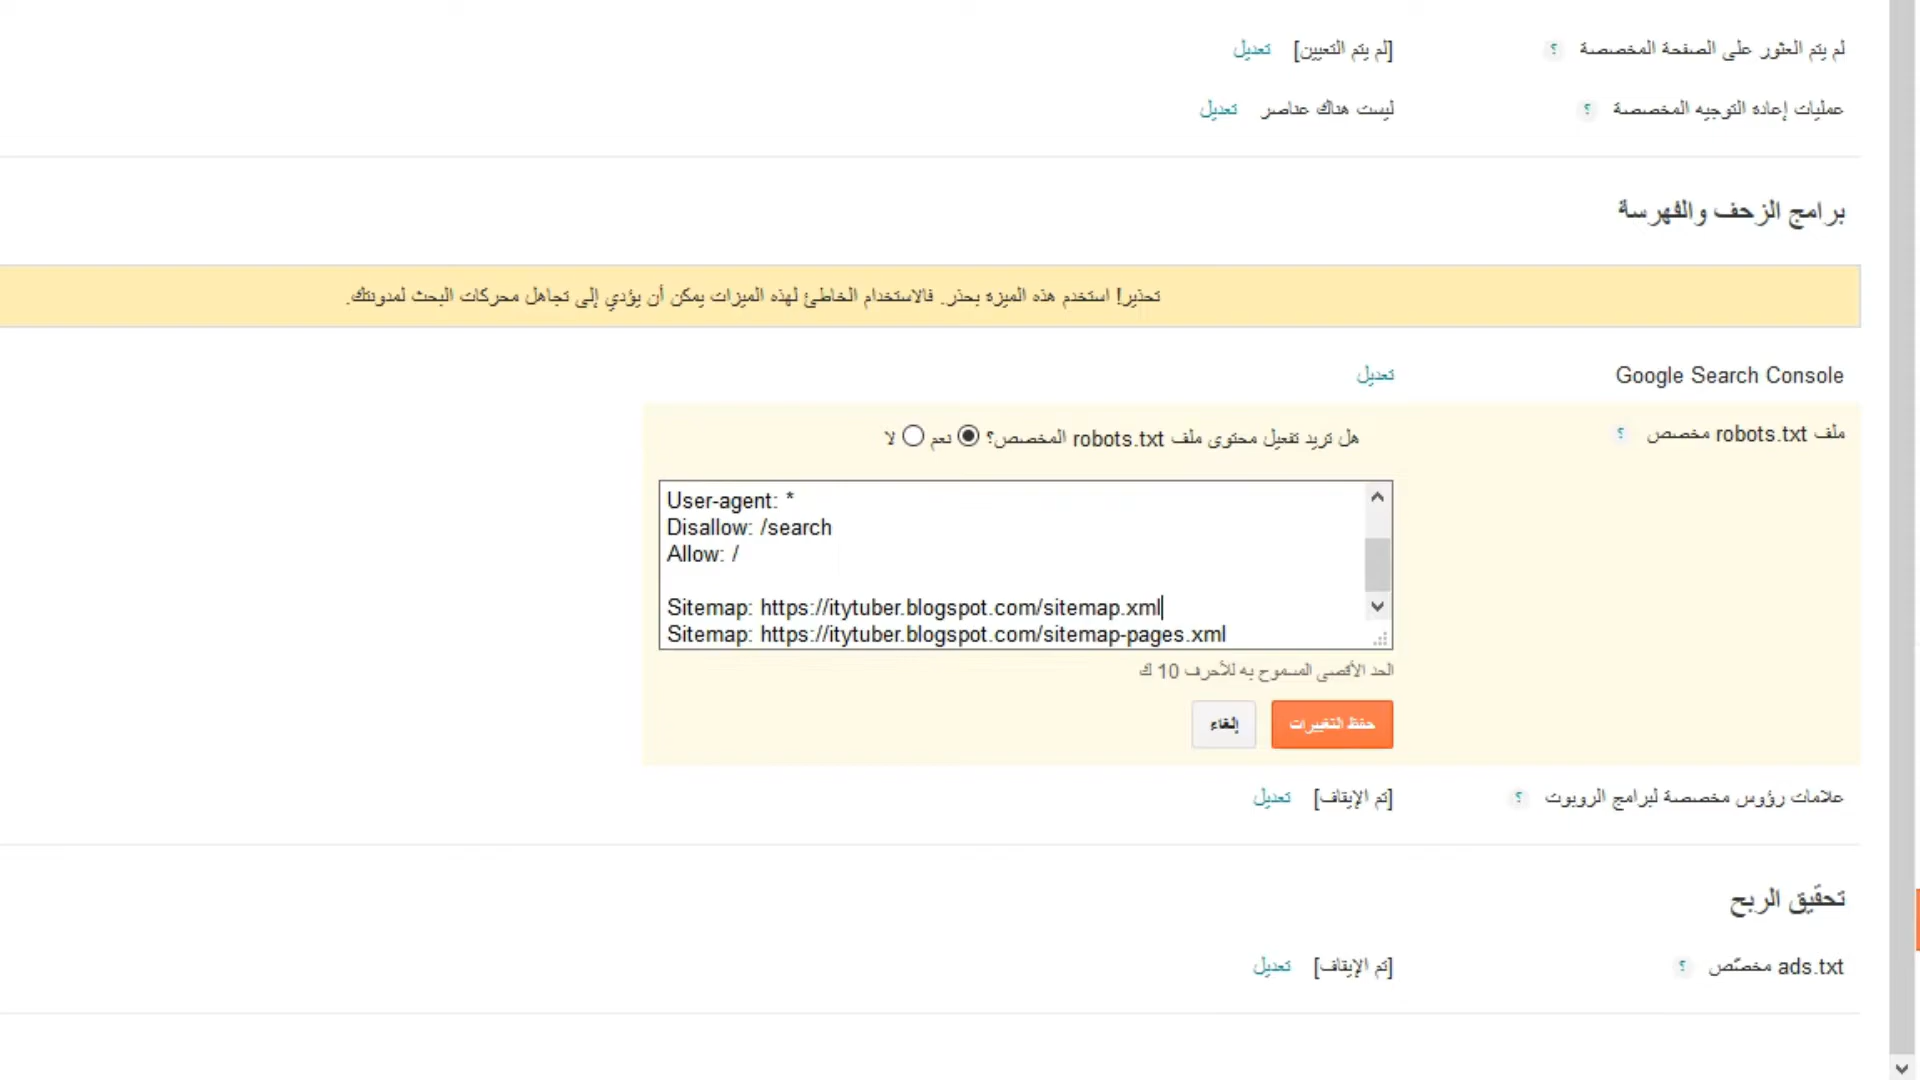 لم يتم العثور على الصفحة المخصصة ؟ [لم يتم التعيين] تعديل
عمليات إعادة التوجيه المخصصة ؟ ليست هناك عناصر تعديل
برامج الزحف والفهرسة
تحذير! استخدم هذه الميزة بحذر. فالاستخدام الخاطئ لهذه الميزات يمكن أن يؤدي إلى تجاهل محركات البحث لمدونتك.
Google Search Console تعديل
ملف robots.txt مخصص ؟ هل تريد تفعيل محتوى ملف robots.txt المخصص؟ نعم لا
User-agent: *
Disallow: /search
Allow: /
Sitemap: https://itytuber.blogspot.com/sitemap.xml
Sitemap: https://itytuber.blogspot.com/sitemap-pages.xml
الحد الأقصى المسموح به للأحرف 10 ك
حفظ التغييرات إلغاء
علامات رؤوس مخصصة لبرامج الروبوت ؟ [تم الإيقاف] تعديل
تحقيق الربح
ads.txt مخصّص ؟ [تم الإيقاف] تعديل